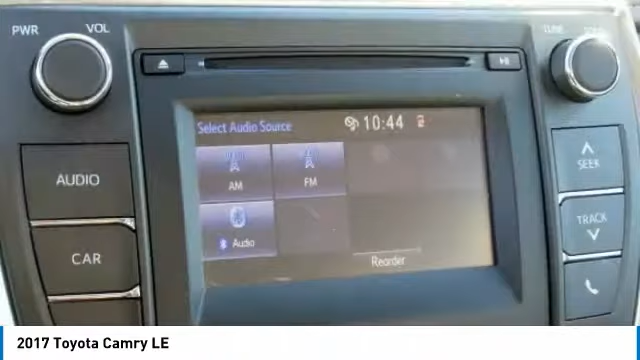 PWR
VOL
TUNE
Select Audio Source
10:44
AM
FM
Audio
Reorder
AUDIO
CAR
SEEK
TRACK
2017 Toyota Camry LE